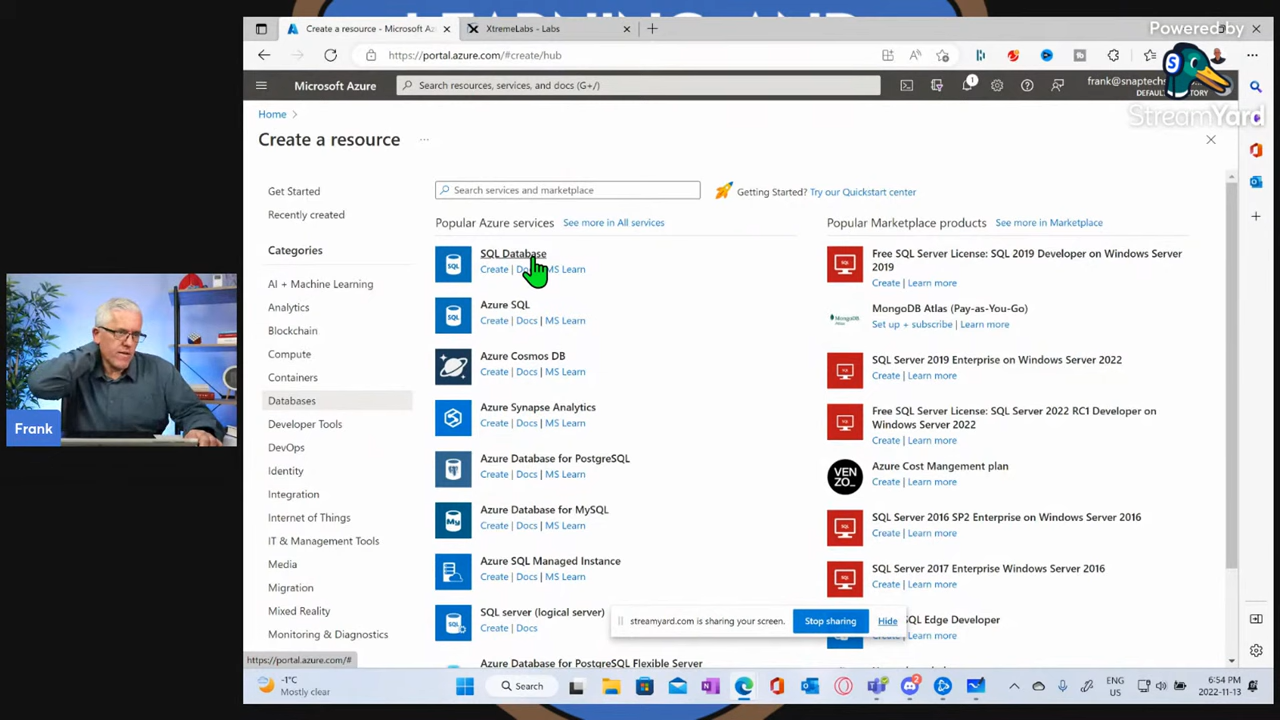 LEARNING AND
Create a resource - Microsoft Az
XtremeLabs - Labs
Powered by
https://portal.azure.com/#create/hub
StreamYard
Microsoft Azure
Search resources, services, and docs (G+/)
1
frank@snaptechs
DEFAULT
Home >
Create a resource
Get Started
Recently created
Categories
AI + Machine Learning
Analytics
Blockchain
Compute
Containers
Databases
Developer Tools
DevOps
Identity
Integration
Internet of Things
IT & Management Tools
Media
Migration
Mixed Reality
Monitoring & Diagnostics
Search services and marketplace
Getting Started? Try our Quickstart center
Popular Azure services See more in All services
SQL Database
Create | Docs MS Learn
Azure SQL
Create | Docs | MS Learn
Azure Cosmos DB
Create | Docs | MS Learn
Azure Synapse Analytics
Create | Docs | MS Learn
Azure Database for PostgreSQL
Create | Docs | MS Learn
Azure Database for MySQL
Create | Docs | MS Learn
Azure SQL Managed Instance
Create | Docs | MS Learn
SQL server (logical server)
Create | Docs
Azure Database for PostgreSQL Flexible Server
Popular Marketplace products See more in Marketplace
Free SQL Server License: SQL 2019 Developer on Windows Server
2019
Create | Learn more
MongoDB Atlas (Pay-as-You-Go)
Set up + subscribe | Learn more
SQL Server 2019 Enterprise on Windows Server 2022
Create | Learn more
Free SQL Server License: SQL Server 2022 RC1 Developer on
Windows Server 2022
Create | Learn more
VEN
ZO_
Azure Cost Mangement plan
Create | Learn more
SQL Server 2016 SP2 Enterprise on Windows Server 2016
Create | Learn more
SQL Server 2017 Enterprise Windows Server 2016
Create | Learn more
SQL Edge Developer
Learn more
streamyard.com is sharing your screen.
Stop sharing
Hide
Frank
https://portal.azure.com/#
-1°C
Mostly clear
Search
2
ENG
US
6:54 PM
2022-11-13